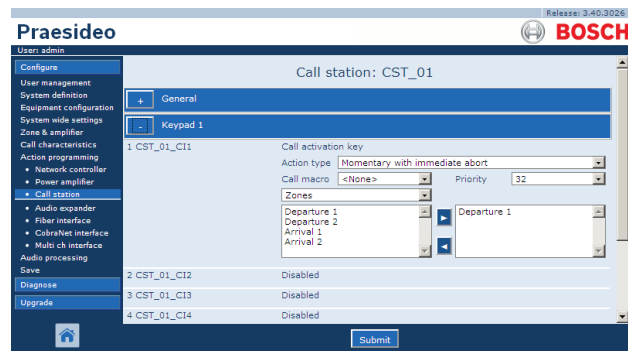 Release: 3.40.3026
Praesideo
BOSCH
User: admin
Configure
User management
System definition
Equipment configuration
System wide settings
Zone & amplifier
Call characteristics
Action programming
• Network controller
• Power amplifier
• Call station
• Audio expander
• Fiber interface
• CobraNet interface
• Multi ch interface
Audio processing
Save
Diagnose
Upgrade
Call station: CST_01
+ General
- Keypad 1
1 CST_01_CI1 Call activation key
Action type Momentary with immediate abort
Call macro <None> Priority 32
Zones
Departure 1
Departure 2
Arrival 1
Arrival 2
Departure 1
2 CST_01_CI2 Disabled
3 CST_01_CI3 Disabled
4 CST_01_CI4 Disabled
Submit